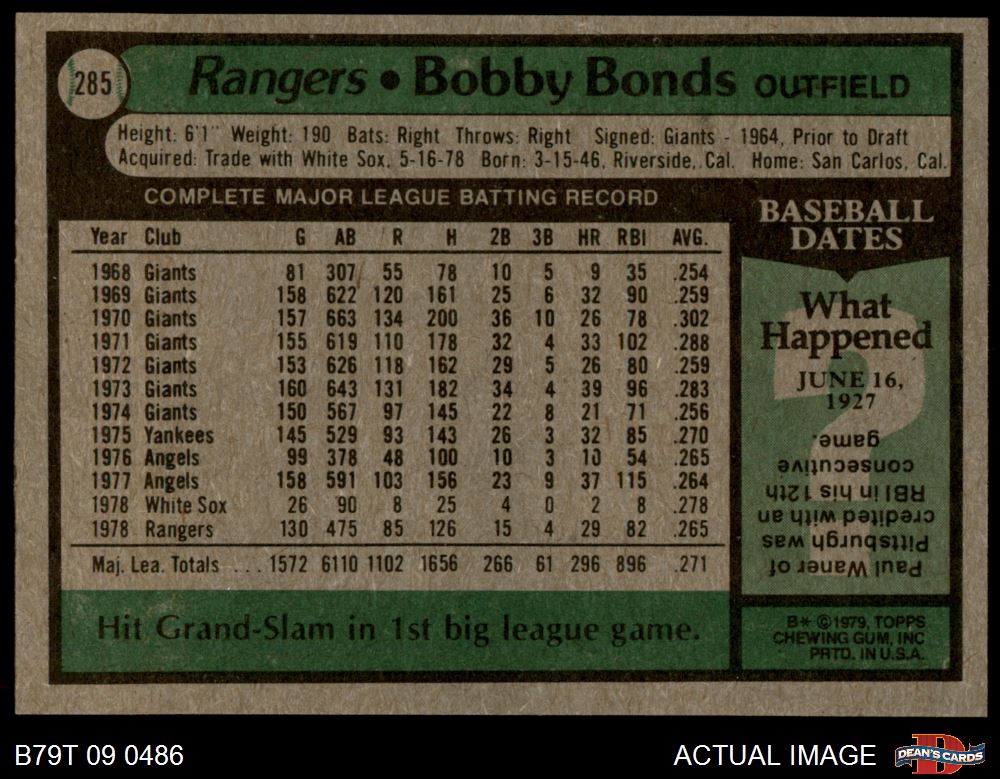 285
Rangers • Bobby Bonds OUTFIELD
Height: 6'1" Weight: 190 Bats: Right Throws: Right Signed: Giants - 1964, Prior to Draft
Acquired: Trade with White Sox, 5-16-78 Born: 3-15-46, Riverside, Cal. Home: San Carlos, Cal.
COMPLETE MAJOR LEAGUE BATTING RECORD
Year Club G AB R H 2B 3B HR RBI AVG.
1968 Giants 81 307 55 78 10 5 9 35 .254
1969 Giants 158 622 120 161 25 6 32 90 .259
1970 Giants 157 663 134 200 36 10 26 78 .302
1971 Giants 155 619 110 178 32 4 33 102 .288
1972 Giants 153 626 118 162 29 5 26 80 .259
1973 Giants 160 643 131 182 34 4 39 96 .283
1974 Giants 150 567 97 145 22 8 21 71 .256
1975 Yankees 145 529 93 143 26 3 32 85 .270
1976 Angels 99 378 48 100 10 3 10 54 .265
1977 Angels 158 591 103 156 23 9 37 115 .264
1978 White Sox 26 90 8 25 4 0 2 8 .278
1978 Rangers 130 475 85 126 15 4 29 82 .265
Maj. Lea. Totals ... 1572 6110 1102 1656 266 61 296 896 .271
Hit Grand-Slam in 1st big league game.
BASEBALL
DATES
What
Happened
JUNE 16,
1927
Paul Waner of
Pittsburgh was
credited with an
RBI in his 12th
consecutive
game.
B* ©1979, TOPPS
CHEWING GUM, INC
PRTD. IN U.S.A.
B79T 09 0486
ACTUAL IMAGE
DEAN'S CARDS